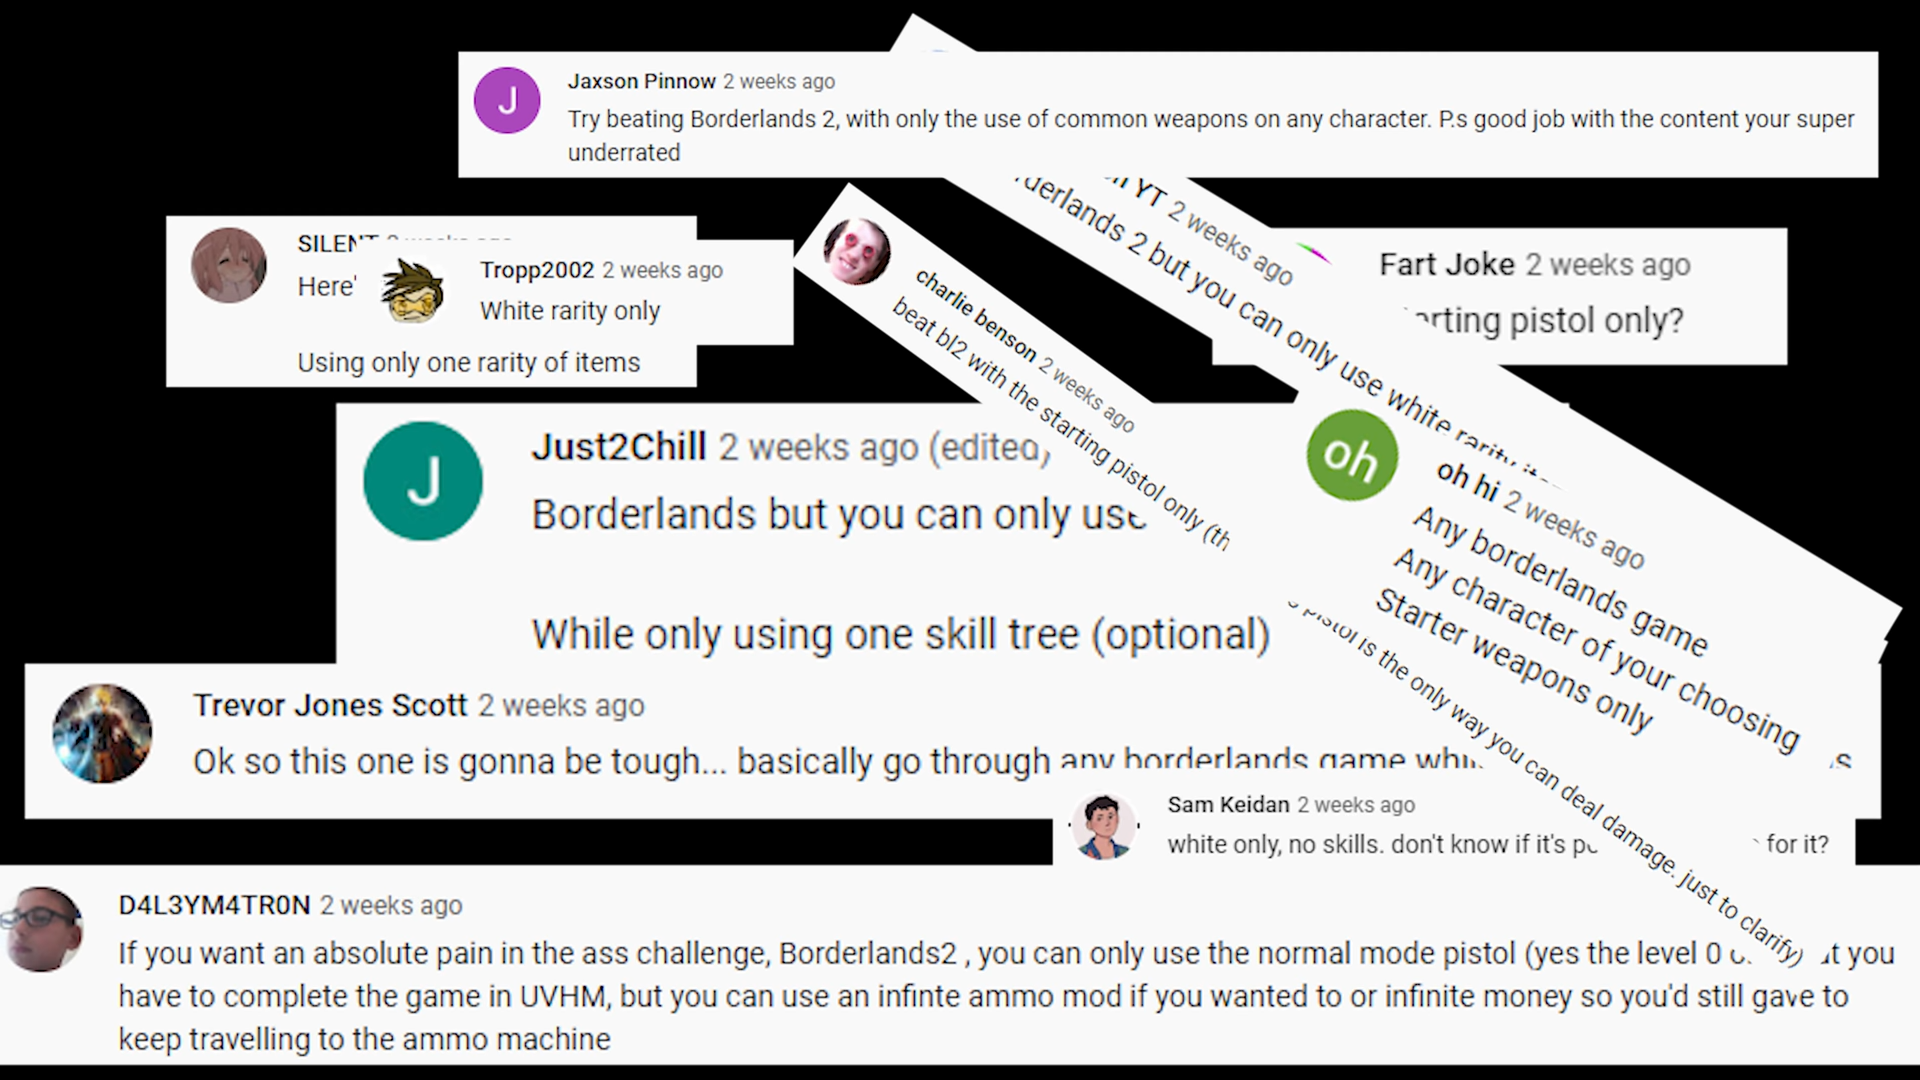 J
Jaxson Pinnow 2 weeks ago
Try beating Borderlands 2, with only the use of common weapons on any character. P.s good job with the content your super
underrated
YT 2 weeks ago
2 but you can only use white rarity
SILENT 2 weeks ago
Here'
Using only one rarity of items
Tropp2002 2 weeks ago
White rarity only
charlie benson 2 weeks ago
beat bl2 with the starting pistol only (th
pistol is the only way you can deal damage. just to clarify)
Fart Joke 2 weeks ago
pistol only?
J
Just2Chill 2 weeks ago (edited)
Borderlands but you can only use
While only using one skill tree (optional)
oh
oh hi 2 weeks ago
Any borderlands game
Any character of your choosing
Starter weapons only
Trevor Jones Scott 2 weeks ago
Ok so this one is gonna be tough... basically go through any borderlands game
Sam Keidan 2 weeks ago
white only, no skills. don't know if it's for it?
D4L3YM4TR0N 2 weeks ago
If you want an absolute pain in the ass challenge, Borderlands2 , you can only use the normal mode pistol (yes the level 0 you
have to complete the game in UVHM, but you can use an infinte ammo mod if you wanted to or infinite money so you'd still gave to
keep travelling to the ammo machine